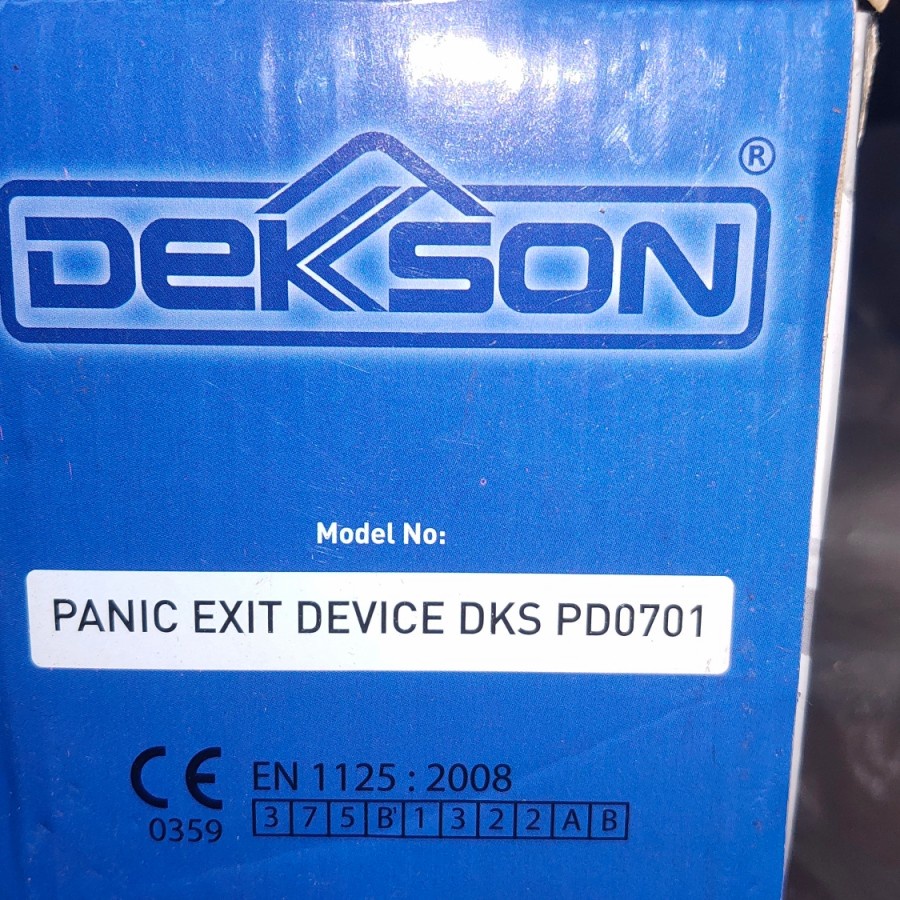 DEKSON®
Model No:
PANIC EXIT DEVICE DKS PD0701
CE EN 1125 : 2008
0359 3 7 5 B¹ 1 3 2 2 A B